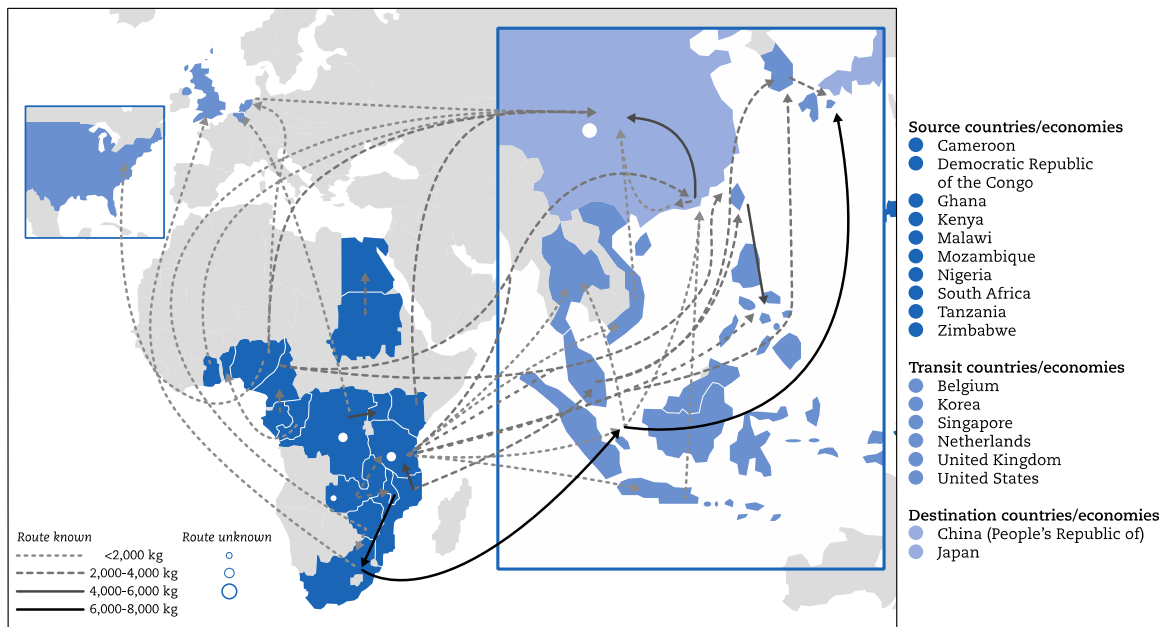 Source countries/economies
Cameroon
Democratic Republic
of the Congo
Ghana
Kenya
Malawi
Mozambique
Nigeria
South Africa
Tanzania
Zimbabwe
Transit countries/economies
Belgium
Korea
Singapore
Netherlands
United Kingdom
United States
Destination countries/economies
China (People's Republic of)
Japan
Route known
<2,000 kg
2,000-4,000 kg
4,000-6,000 kg
6,000-8,000 kg
Route unknown